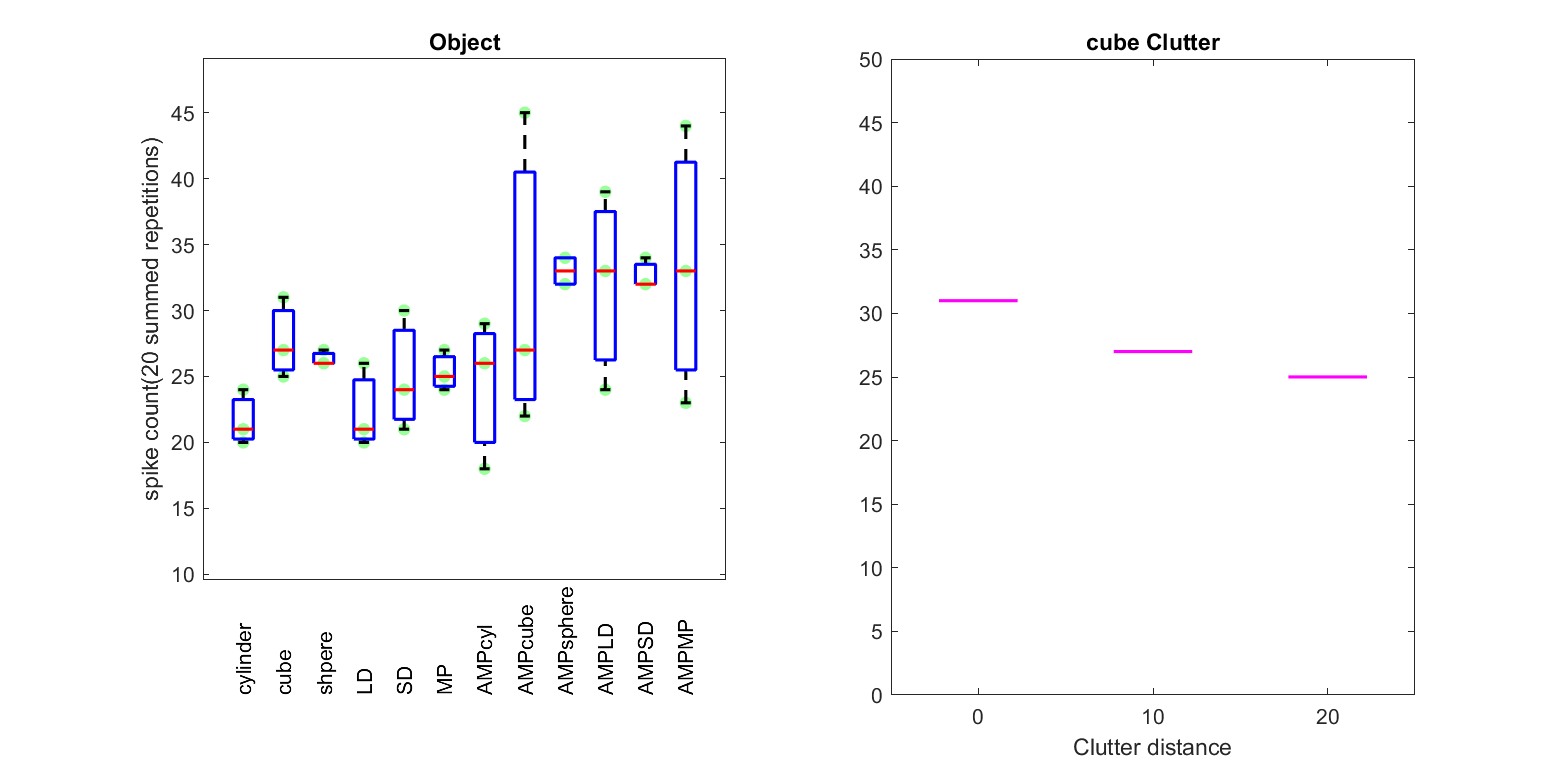 Object
spike count(20 summed repetitions)
45
40
35
30
25
20
15
10
cylinder
cube
shpere
LD
SD
MP
AMPcyl
AMPcube
AMPsphere
AMPLD
AMPSD
AMPMP
cube Clutter
50
45
40
35
30
25
20
15
10
5
0
0 10 20
Clutter distance